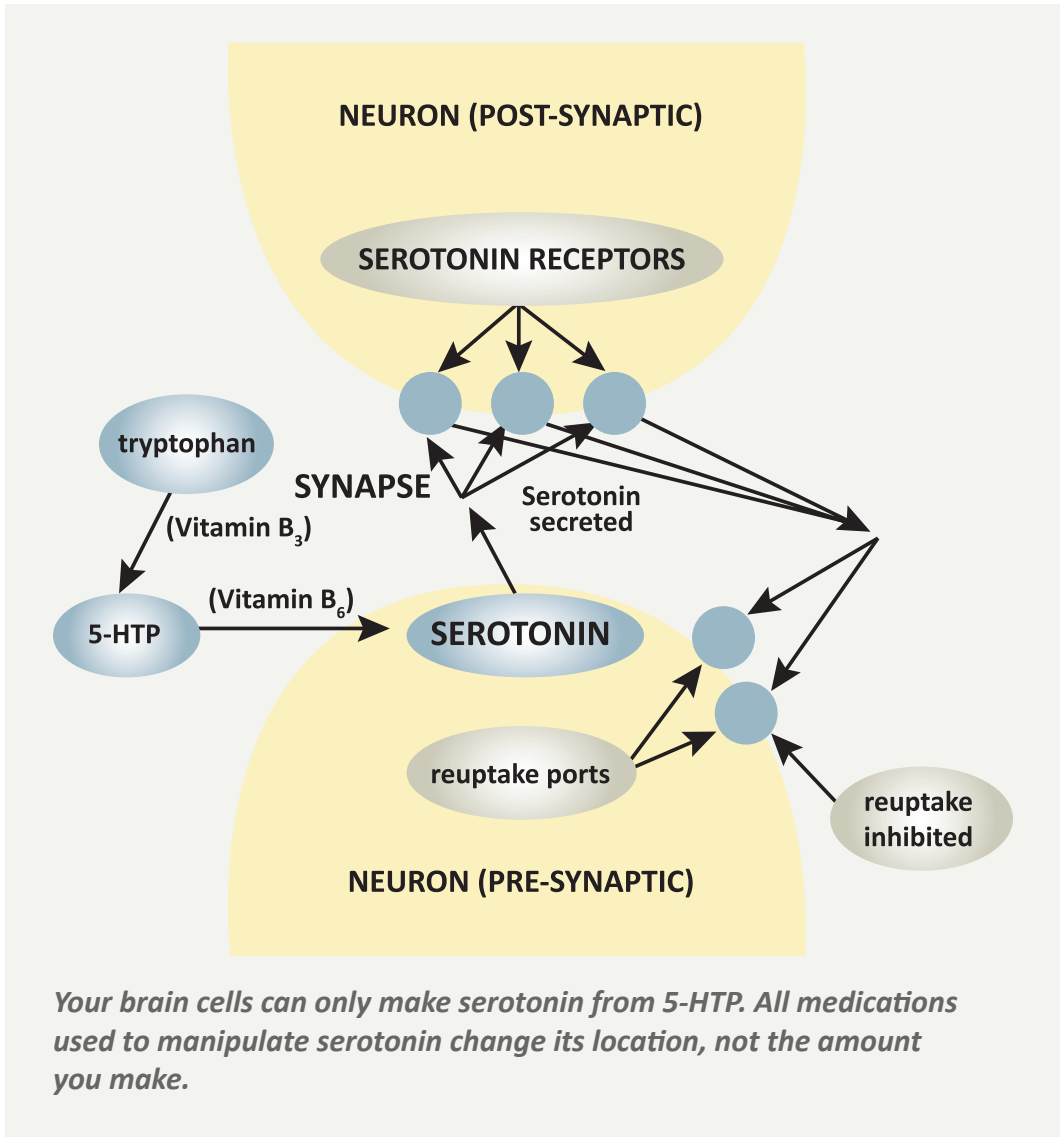 NEURON (POST-SYNAPTIC)
SEROTONIN RECEPTORS
tryptophan
SYNAPSE
Serotonin
secreted
(Vitamin B₃)
(Vitamin B₆)
5-HTP
SEROTONIN
reuptake ports
reuptake
inhibited
NEURON (PRE-SYNAPTIC)
Your brain cells can only make serotonin from 5-HTP. All medications
used to manipulate serotonin change its location, not the amount
you make.